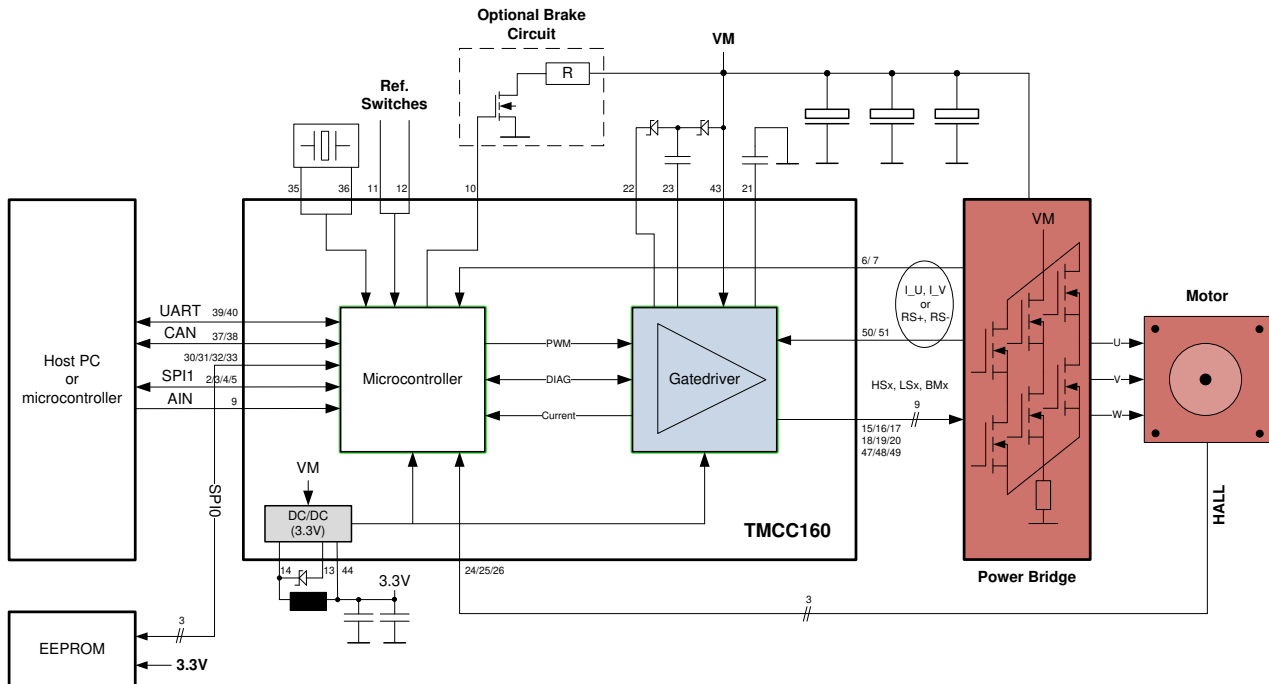 Optional Brake
Circuit
VM
R
Ref.
Switches
35
36
11
12
10
22
23
43
21
VM
6/ 7
I_U, I_V
or
RS+, RS-
Motor
UART
39/40
CAN
37/38
30/31/32/33
SPI1
2/3/4/5
AIN
9
Host PC
or
microcontroller
Microcontroller
PWM
DIAG
Current
Gatedriver
50/ 51
HSx, LSx, BMx
9
15/16/17
18/19/20
47/48/49
U
V
W
SPI0
VM
DC/DC
(3.3V)
TMCC160
HALL
14
13
44
24/25/26
3.3V
Power Bridge
3
3
EEPROM
3.3V